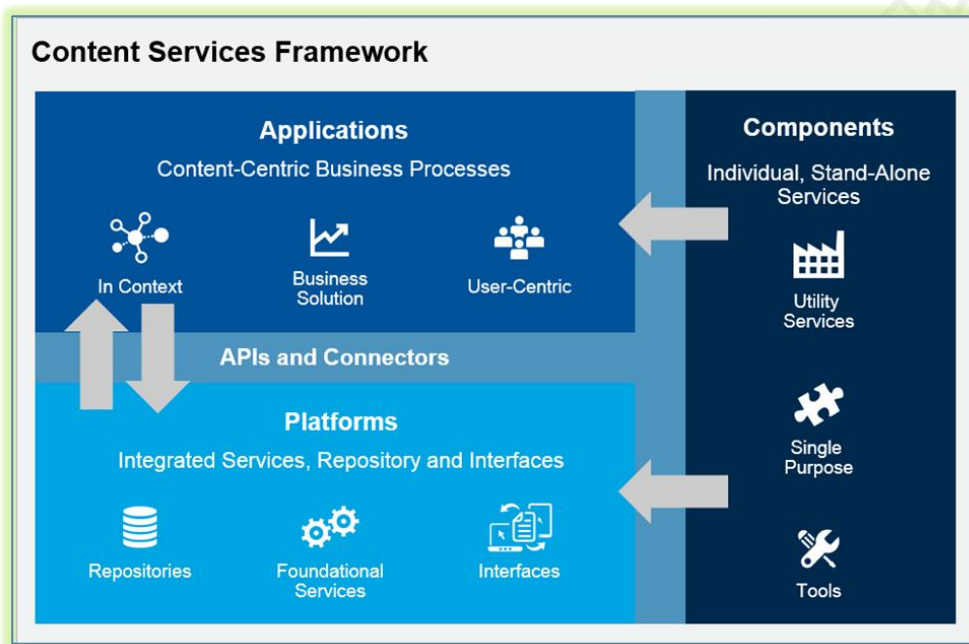 Content Services Framework
Applications
Content-Centric Business Processes
In Context
Business
Solution
User-Centric
APIs and Connectors
Platforms
Integrated Services, Repository and Interfaces
Repositories
Foundational
Services
Interfaces
Components
Individual, Stand-Alone
Services
Utility
Services
Single
Purpose
Tools